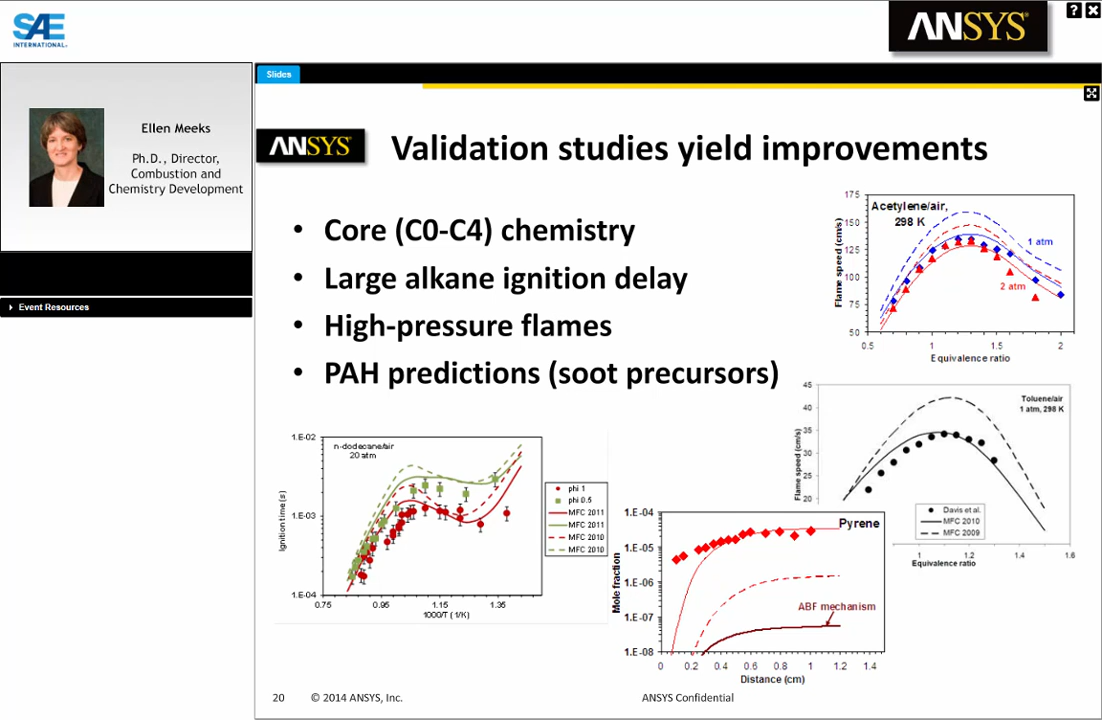 SAE
INTERNATIONAL
ANSYS
?
Slides
Ellen Meeks
Ph.D., Director,
Combustion and
Chemistry Development
Event Resources
ANSYS
Validation studies yield improvements
• Core (C0-C4) chemistry
• Large alkane ignition delay
• High-pressure flames
• PAH predictions (soot precursors)
Acetylene/air,
298 K
1 atm
2 atm
Flame speed (cm/s)
175
150
125
100
75
50
0.5 1 1.5 2
Equivalence ratio
Toluene/air
1 atm, 298 K
Flame speed (cm/s)
45
40
35
30
25
20
Davis et al.
MFC 2010
MFC 2009
1 1.2 1.4 1.6
Equivalence ratio
n-dodecane/air
20 atm
Ignition time (s)
1.E-02
1.E-03
1.E-04
0.75 0.95 1.15 1.35
1000/T (1/K)
phi 1
phi 0.5
MFC 2011
MFC 2011
MFC 2010
MFC 2010
Pyrene
ABF mechanism
Mole fraction
1.E-04
1.E-05
1.E-06
1.E-07
1.E-08
0 0.2 0.4 0.6 0.8 1 1.2 1.4
Distance (cm)
20 © 2014 ANSYS, Inc. ANSYS Confidential